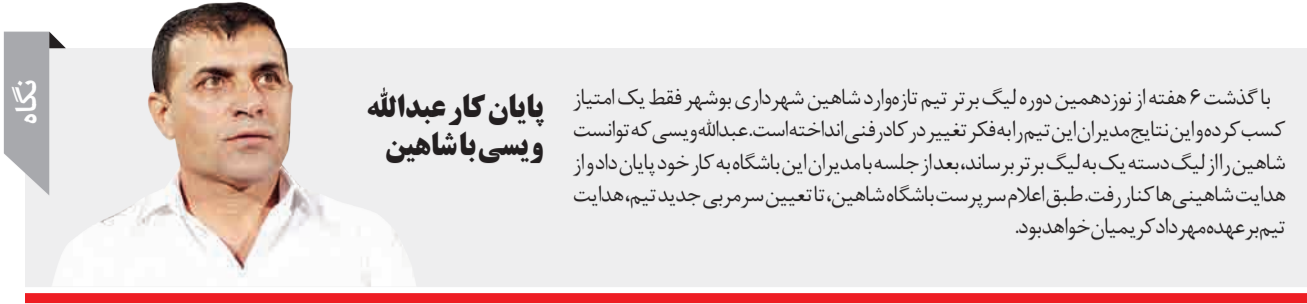 نگاه
پایان کار عبدالله
ویسی با شاهین
با گذشت ۶ هفته از نوزدهمین دوره لیگ برتر تیم تازه‌وارد شاهین شهرداری بوشهر فقط یک امتیاز
کسب کرده و این نتایج مدیران این تیم را به فکر تغییر در کادر فنی انداخته است. عبدالله ویسی که توانست
شاهین را از لیگ دسته یک به لیگ برتر برساند، بعد از جلسه با مدیران این باشگاه به کار خود پایان داد و از
هدایت شاهینی‌ها کنار رفت. طبق اعلام سرپرست باشگاه شاهین، تا تعیین سرمربی جدید تیم، هدایت
تیم بر عهده مهرداد کریمیان خواهد بود.